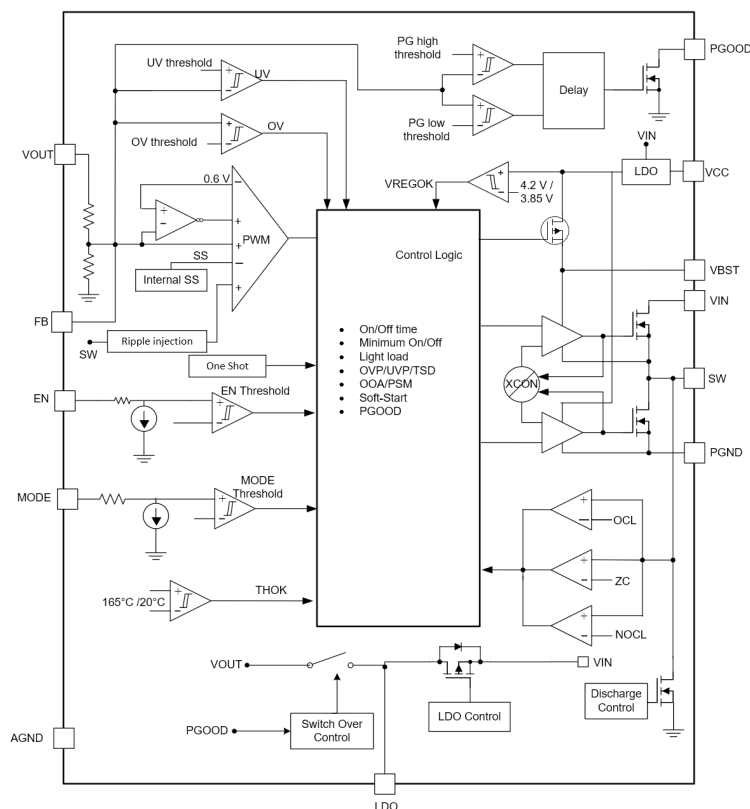 PGOOD
PG high
threshold
UV threshold
UV
Delay
PG low
threshold
OV threshold
OV
VIN
VOUT
LDO
VCC
VREGOK
4.2 V /
3.85 V
0.6 V
PWM
Control Logic
SS
Internal SS
VBST
VIN
FB
SW
Ripple injection
One Shot
On/Off time
Minimum On/Off
Light load
OVP/UVP/TSD
OOA/PSM
Soft-Start
PGOOD
XCON
SW
EN
EN Threshold
PGND
MODE
MODE
Threshold
OCL
ZC
NOCL
165°C /20°C
THOK
VOUT
VIN
Discharge
Control
LDO Control
PGOOD
Switch Over
Control
AGND
LDO